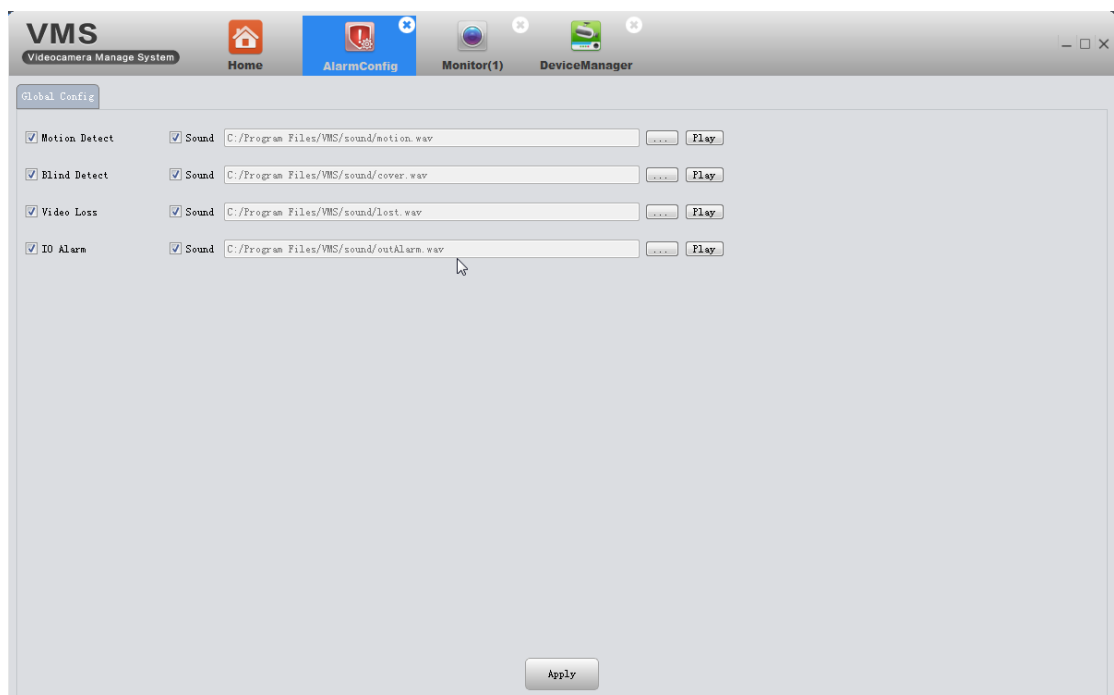 VMS
Videocamera Manage System
Home
AlarmConfig
Monitor(1)
DeviceManager
Global Config
Motion Detect Sound C:/Program Files/VMS/sound/motion.wav ... Play
Blind Detect Sound C:/Program Files/VMS/sound/cover.wav ... Play
Video Loss Sound C:/Program Files/VMS/sound/lost.wav ... Play
IO Alarm Sound C:/Program Files/VMS/sound/outAlarm.wav ... Play
Apply